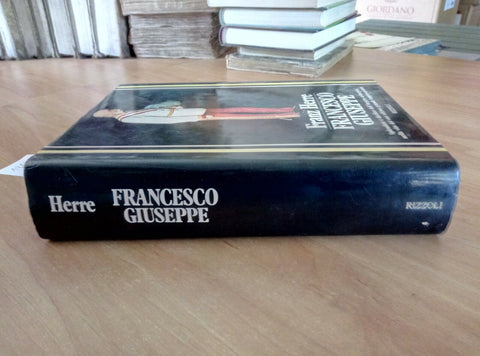 Herre
FRANCESCO
GIUSEPPE
RIZZOLI
Franz Herre
FRANCESCO
GIUSEPPE
GIORDANO